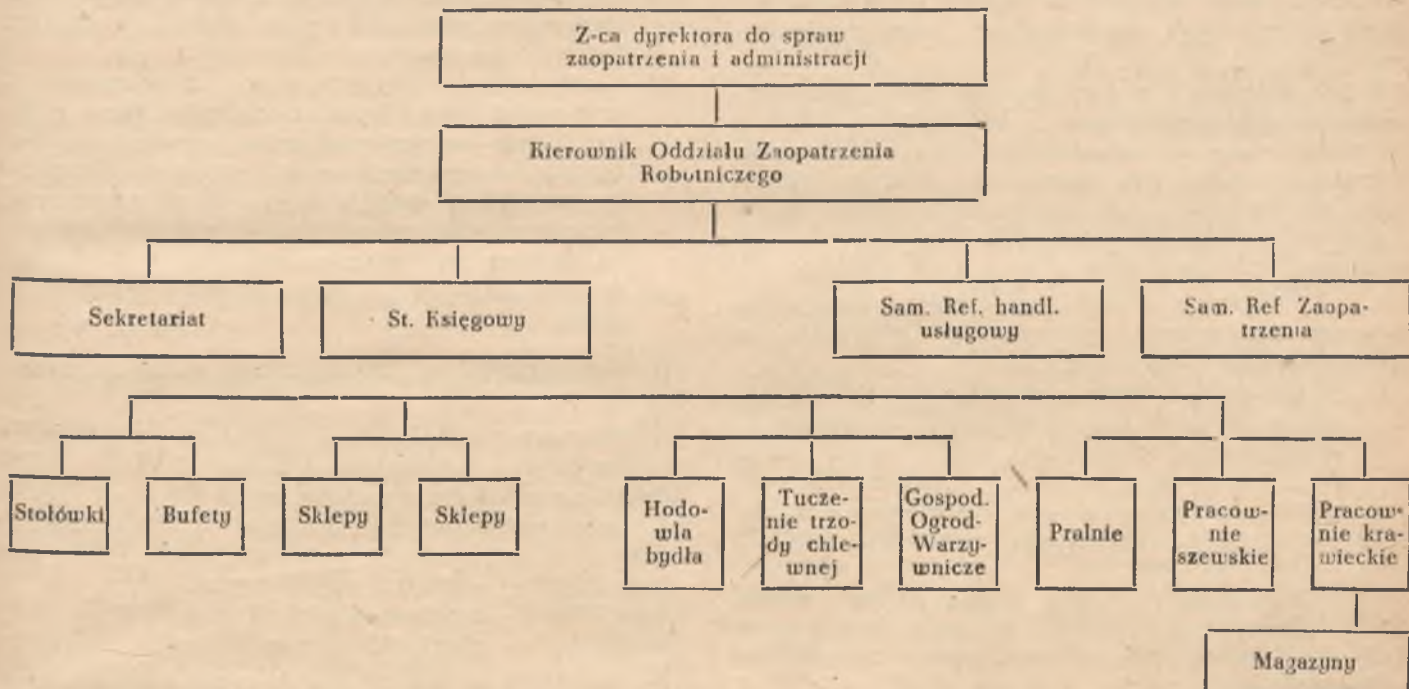 Z-ca dyrektora do spraw
zaopatrzenia i administracji
Kierownik Oddziału Zaopatrzenia
Robotniczego
Sekretariat
St. Księgowy
Sam. Ref. handl.
usługowy
Sam. Ref Zaopa-
trzenia
Stołówki
Bufety
Sklepy
Sklepy
Hodo-
wla
bydła
Tucze-
nie trzo-
dy chle-
wnej
Gospod.
Ogrod-
Warzy-
wnicze
Pralnie
Pracow-
nie
szewskie
Pracow-
nie kra-
wieckie
Magazyny